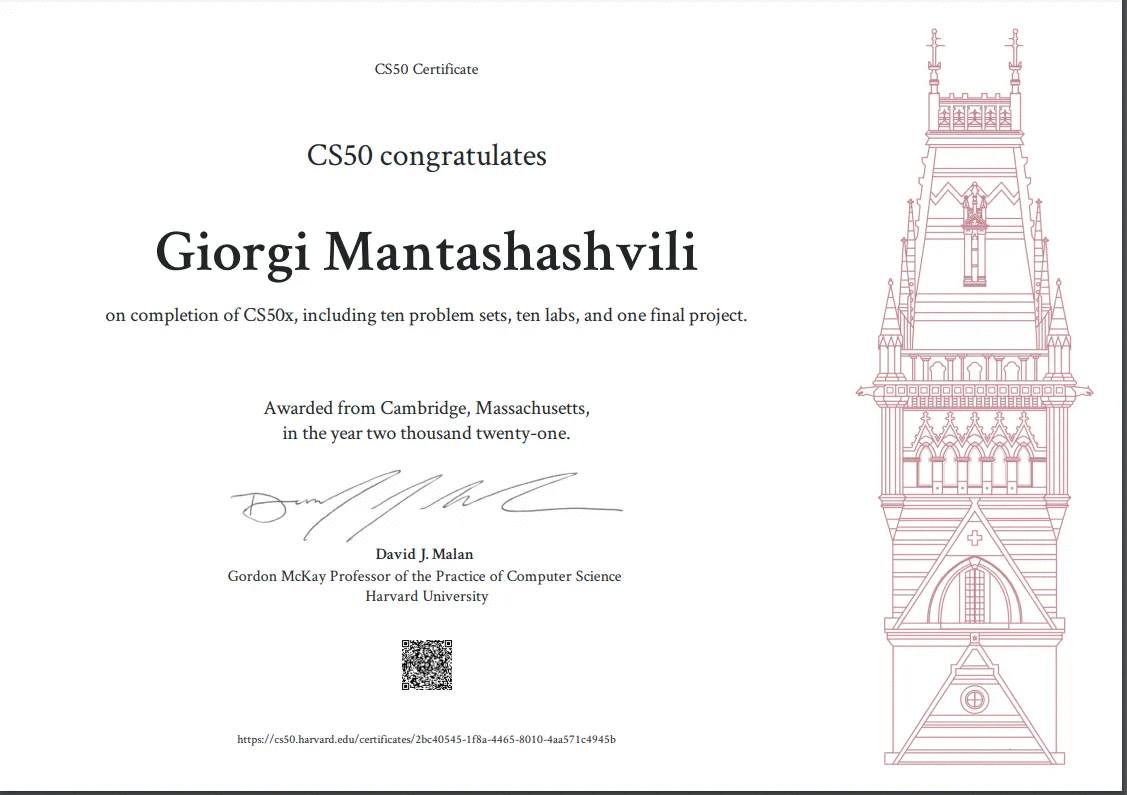 CS50 Certificate
CS50 congratulates
Giorgi Mantashashvili
on completion of CS50x, including ten problem sets, ten labs, and one final project.
Awarded from Cambridge, Massachusetts,
in the year two thousand twenty-one.
David J. Malan
Gordon McKay Professor of the Practice of Computer Science
Harvard University
https://cs50.harvard.edu/certificates/2bc40545-1f8a-4465-8010-4aa571c4945b